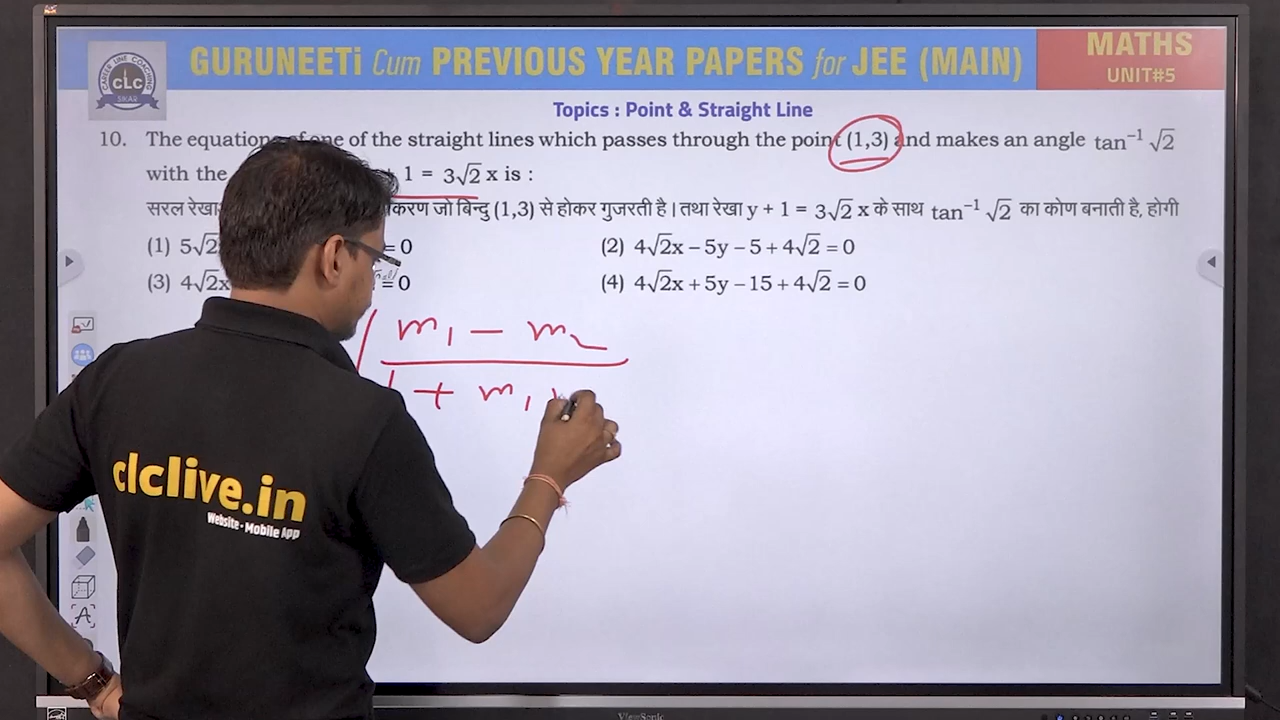 GURUNEETi Cum PREVIOUS YEAR PAPERS for JEE (MAIN)
MATHS
UNIT#5
CLC
SIKAR
Topics : Point & Straight Line
10. The equation of one of the straight lines which passes through the point (1,3) and makes an angle tan⁻¹ √2
with the + 1 = 3√2 x is :
सरल रेखा करण जो बिन्दु (1,3) से होकर गुजरती है। तथा रेखा y + 1 = 3√2 x के साथ tan⁻¹ √2 का कोण बनाती है, होगी
(1) 5√2 = 0
(2) 4√2x – 5y – 5 + 4√2 = 0
(3) 4√2x = 0
(4) 4√2x + 5y – 15 + 4√2 = 0
m₁ – m₂
1 + m₁
clclive.in
Website • Mobile App
ViewSonic